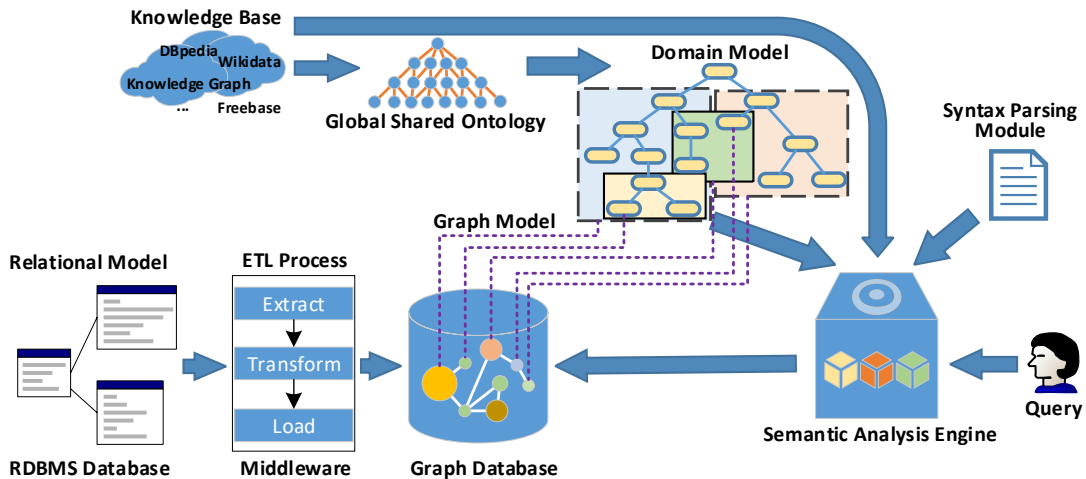 Knowledge Base
DBpedia
Wikidata
Knowledge Graph
...
Freebase
Global Shared Ontology
Domain Model
Syntax Parsing
Module
Graph Model
Relational Model
ETL Process
Extract
Transform
Load
RDBMS Database
Middleware
Graph Database
Semantic Analysis Engine
Query